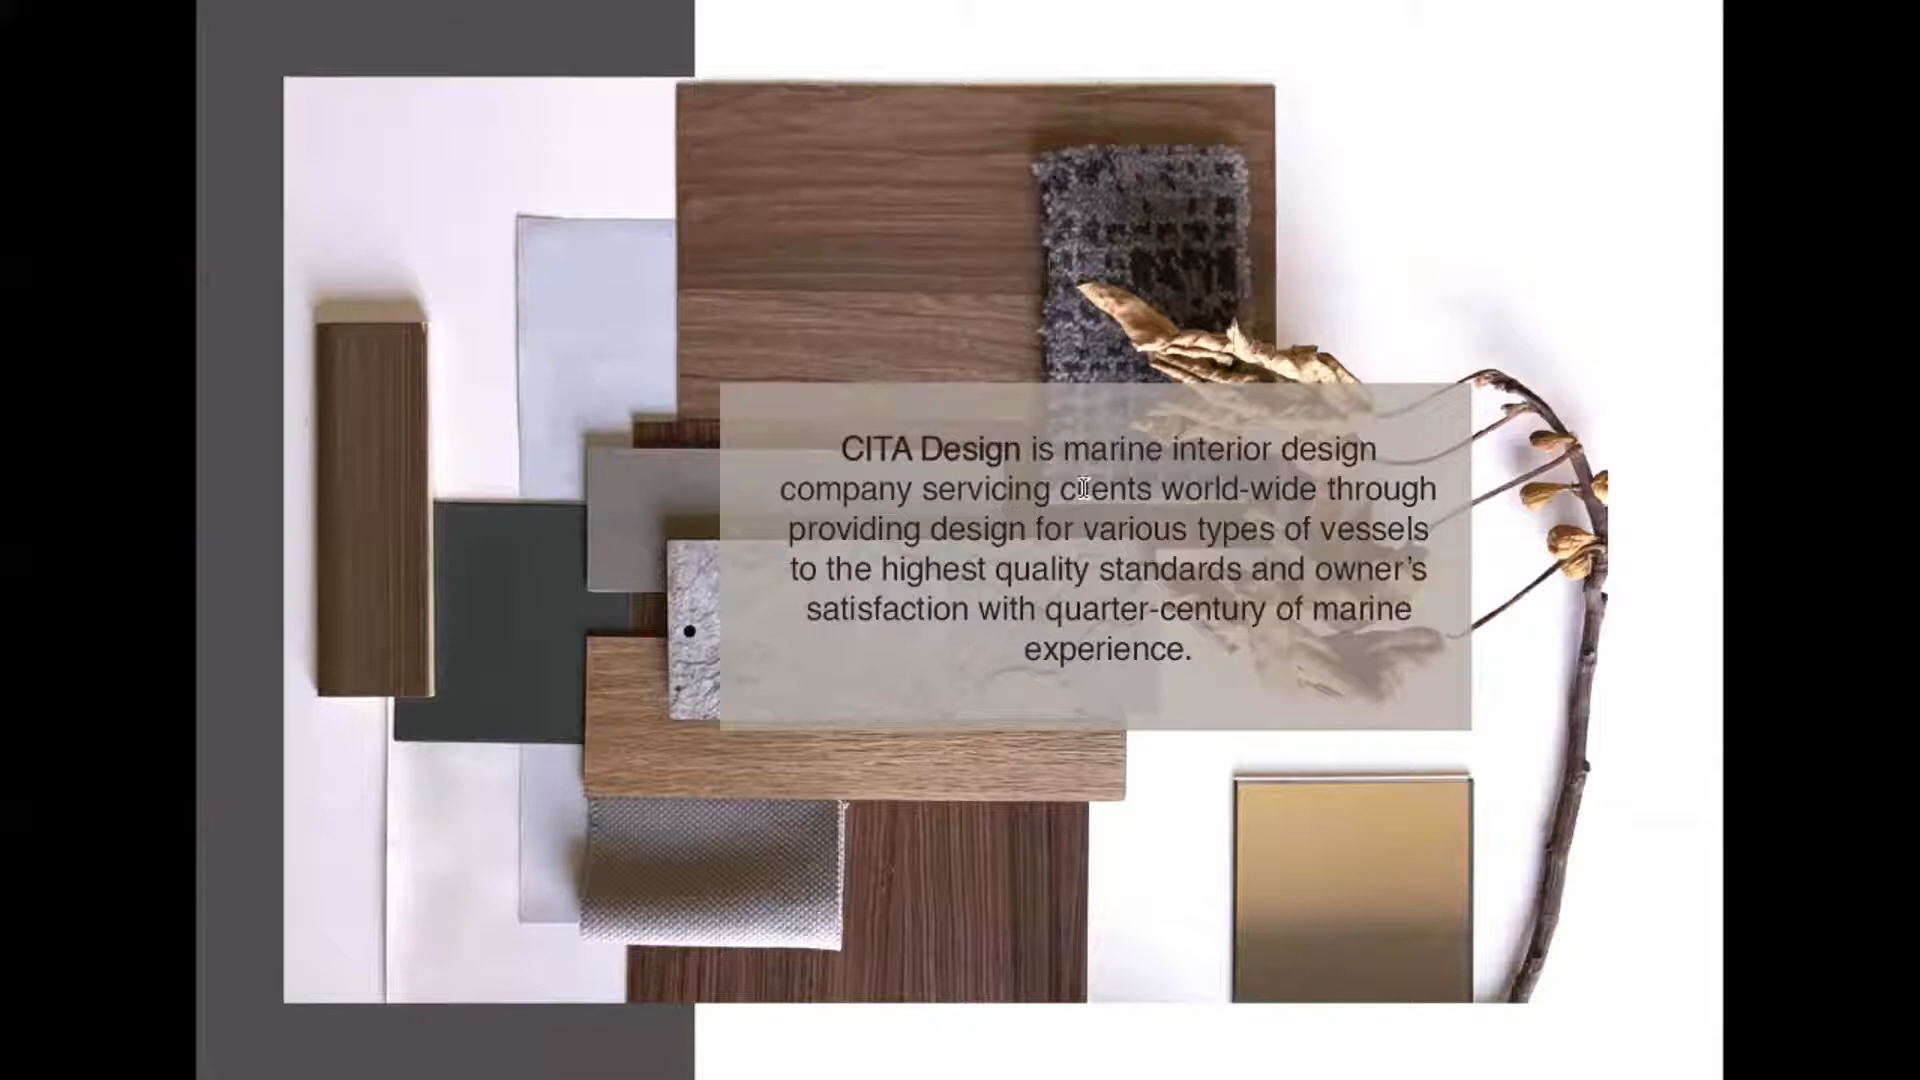 CITA Design is marine interior design
company servicing clients world-wide through
providing design for various types of vessels
to the highest quality standards and owner’s
satisfaction with quarter-century of marine
experience.